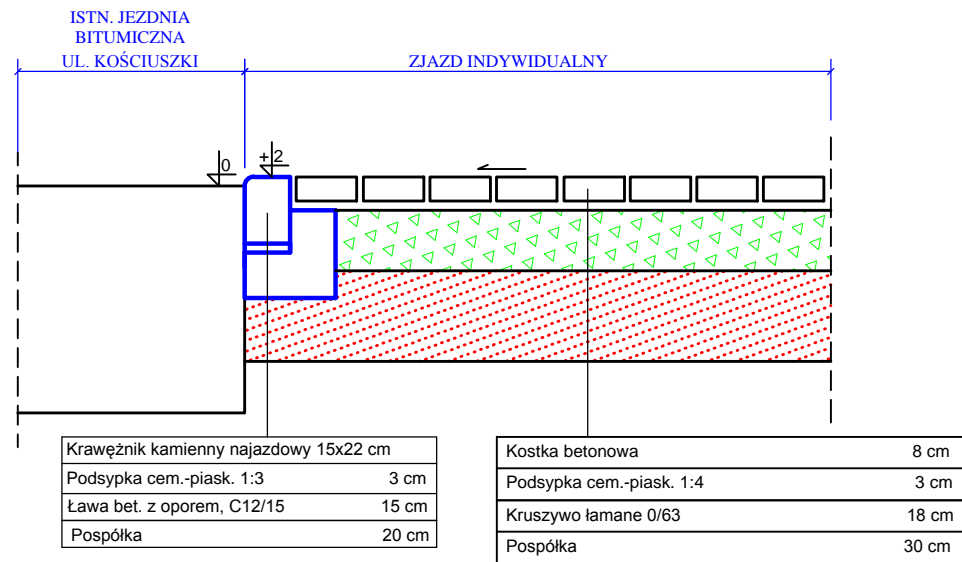 ISTN. JEZDNIA
BITUMICZNA
UL. KOŚCIUSZKI
ZJAZD INDYWIDUALNY
0
+2
Krawężnik kamienny najazdowy 15x22 cm
Podsypka cem.-piask. 1:3 3 cm
Ława bet. z oporem, C12/15 15 cm
Pospółka 20 cm
Kostka betonowa 8 cm
Podsypka cem.-piask. 1:4 3 cm
Kruszywo łamane 0/63 18 cm
Pospółka 30 cm